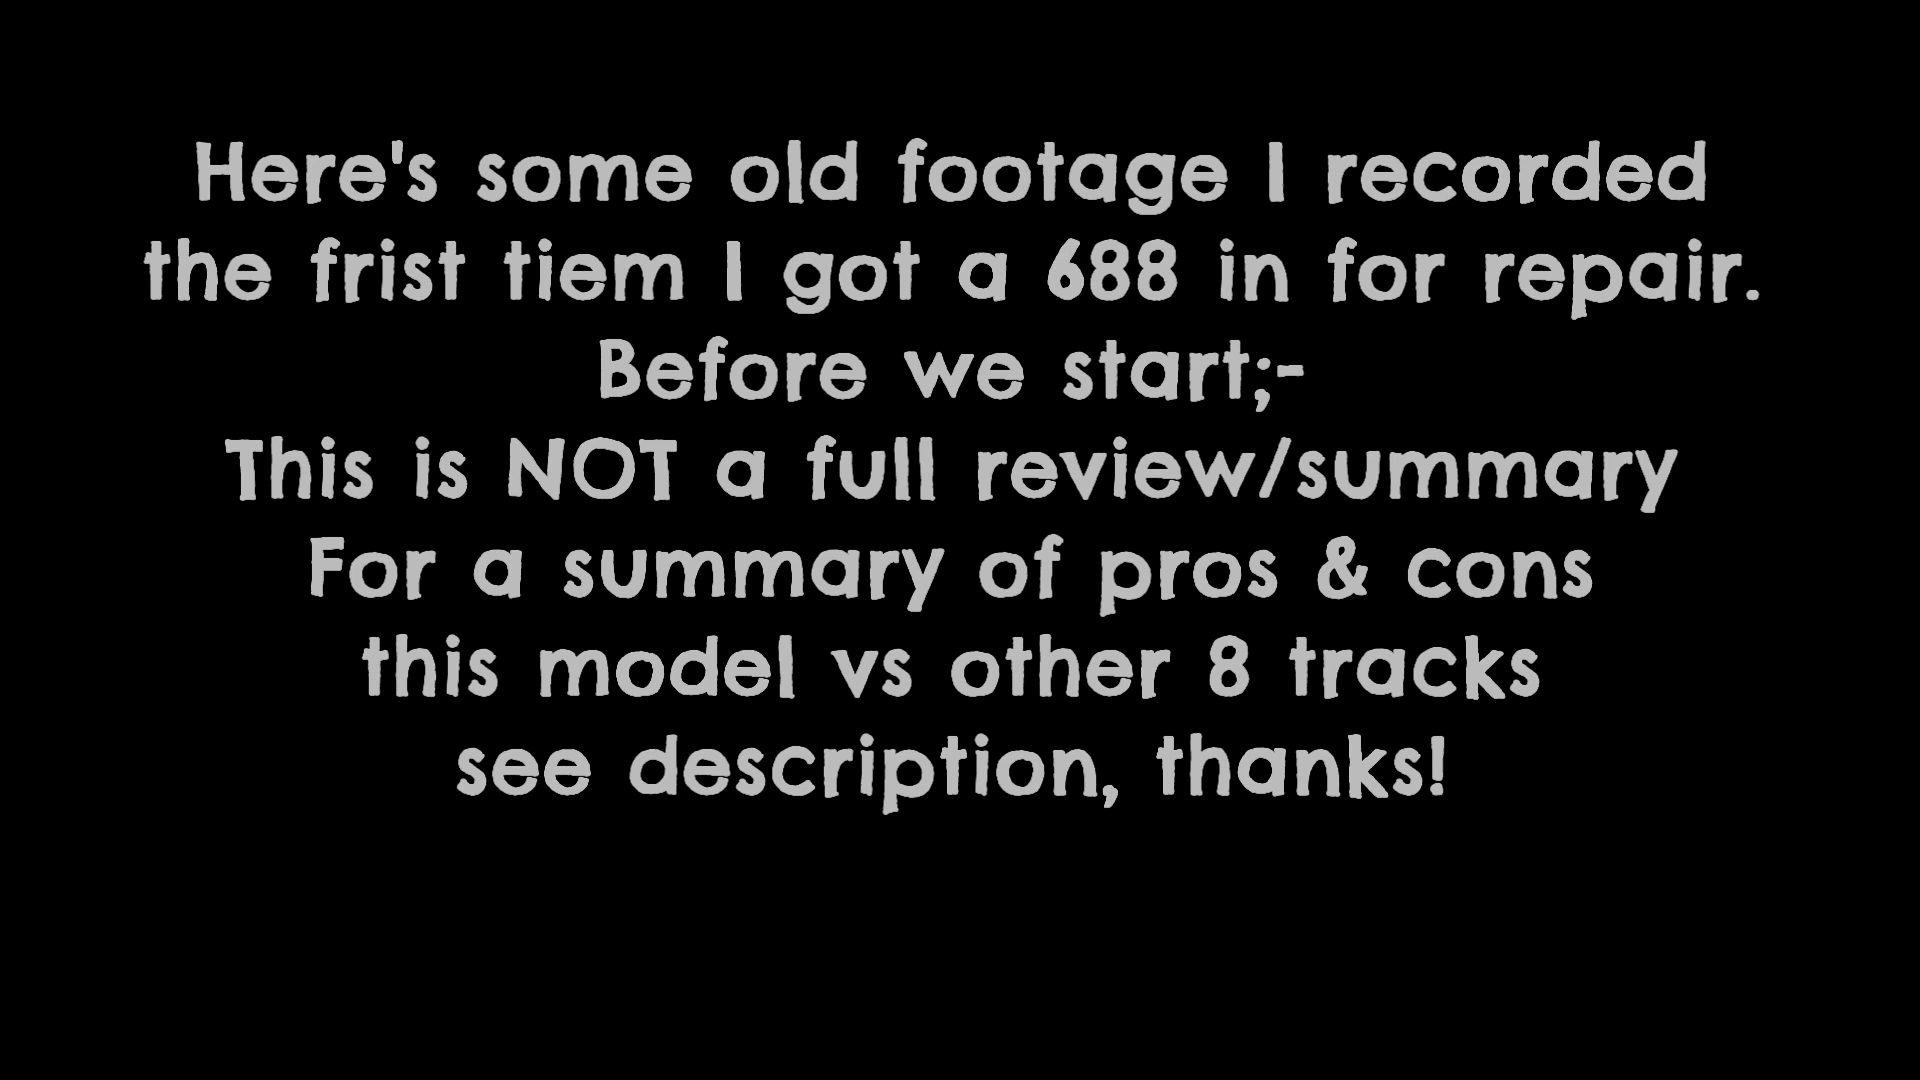 Here's some old footage I recorded
the frist tiem I got a 688 in for repair.
Before we start;-
This is NOT a full review/summary
For a summary of pros & cons
this model vs other 8 tracks
see description, thanks!